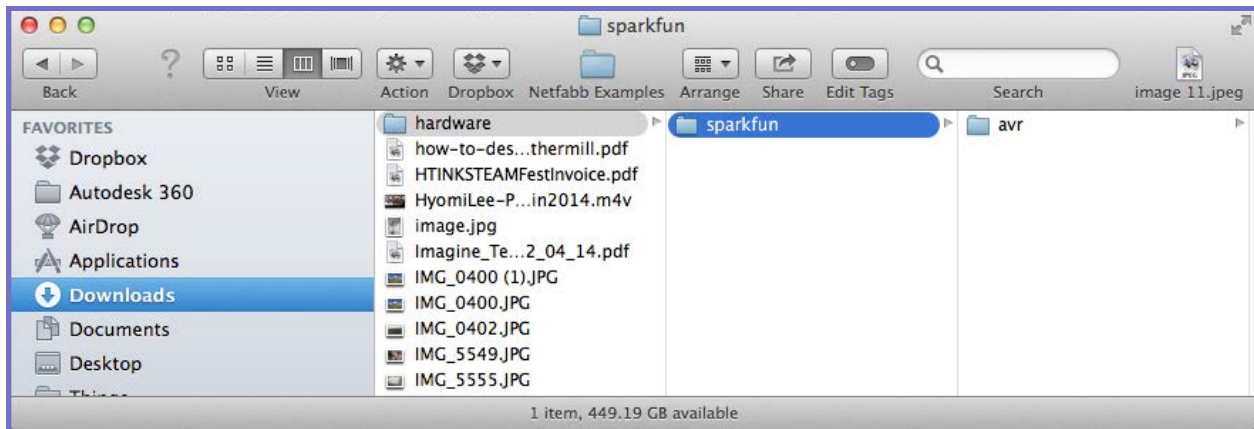 sparkfun
Back
View
Action
Dropbox
Netfabb Examples
Arrange
Share
Edit Tags
Search
image 11.jpeg
FAVORITES
Dropbox
Autodesk 360
AirDrop
Applications
Downloads
Documents
Desktop
Things
hardware
how-to-des...thermill.pdf
HTINKSTEAMFestInvoice.pdf
HyomiLee-P...in2014.m4v
image.jpg
Imagine_Te...2_04_14.pdf
IMG_0400 (1).JPG
IMG_0400.JPG
IMG_0402.JPG
IMG_5549.JPG
IMG_5555.JPG
sparkfun
avr
1 item, 449.19 GB available